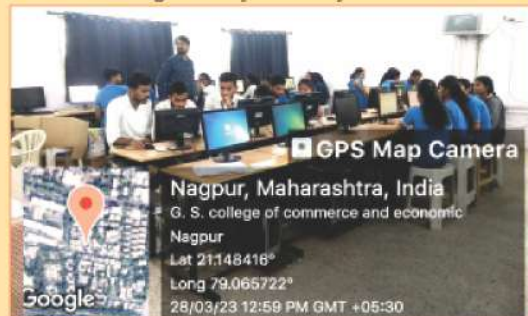 GPS Map Camera
Nagpur, Maharashtra, India
G. S. college of commerce and economic
Nagpur
Lat 21.148416°
Long 79.065722°
28/03/23 12:59 PM GMT +05:30
Google